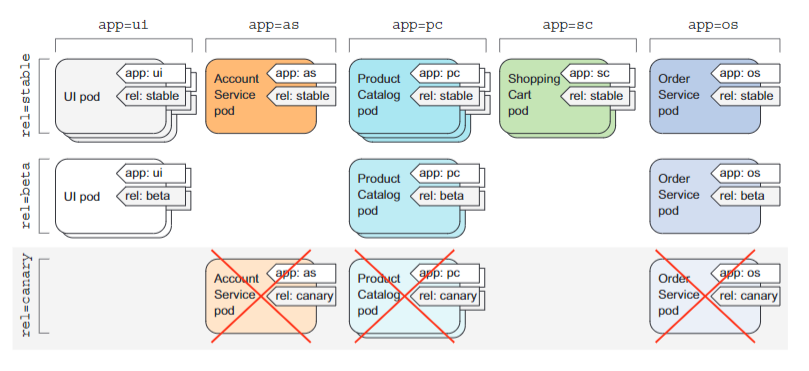 app=ui
app=as
app=pc
app=sc
app=os
rel=stable
UI pod
app: ui
rel: stable
Account
Service
pod
app: as
rel: stable
Product
Catalog
pod
app: pc
rel: stable
Shopping
Cart
pod
app: sc
rel: stable
Order
Service
pod
app: os
rel: stable
rel=beta
UI pod
app: ui
rel: beta
Product
Catalog
pod
app: pc
rel: beta
Order
Service
pod
app: os
rel: beta
rel=canary
Account
Service
pod
app: as
rel: canary
Product
Catalog
pod
app: pc
rel: canary
Order
Service
pod
app: os
rel: canary